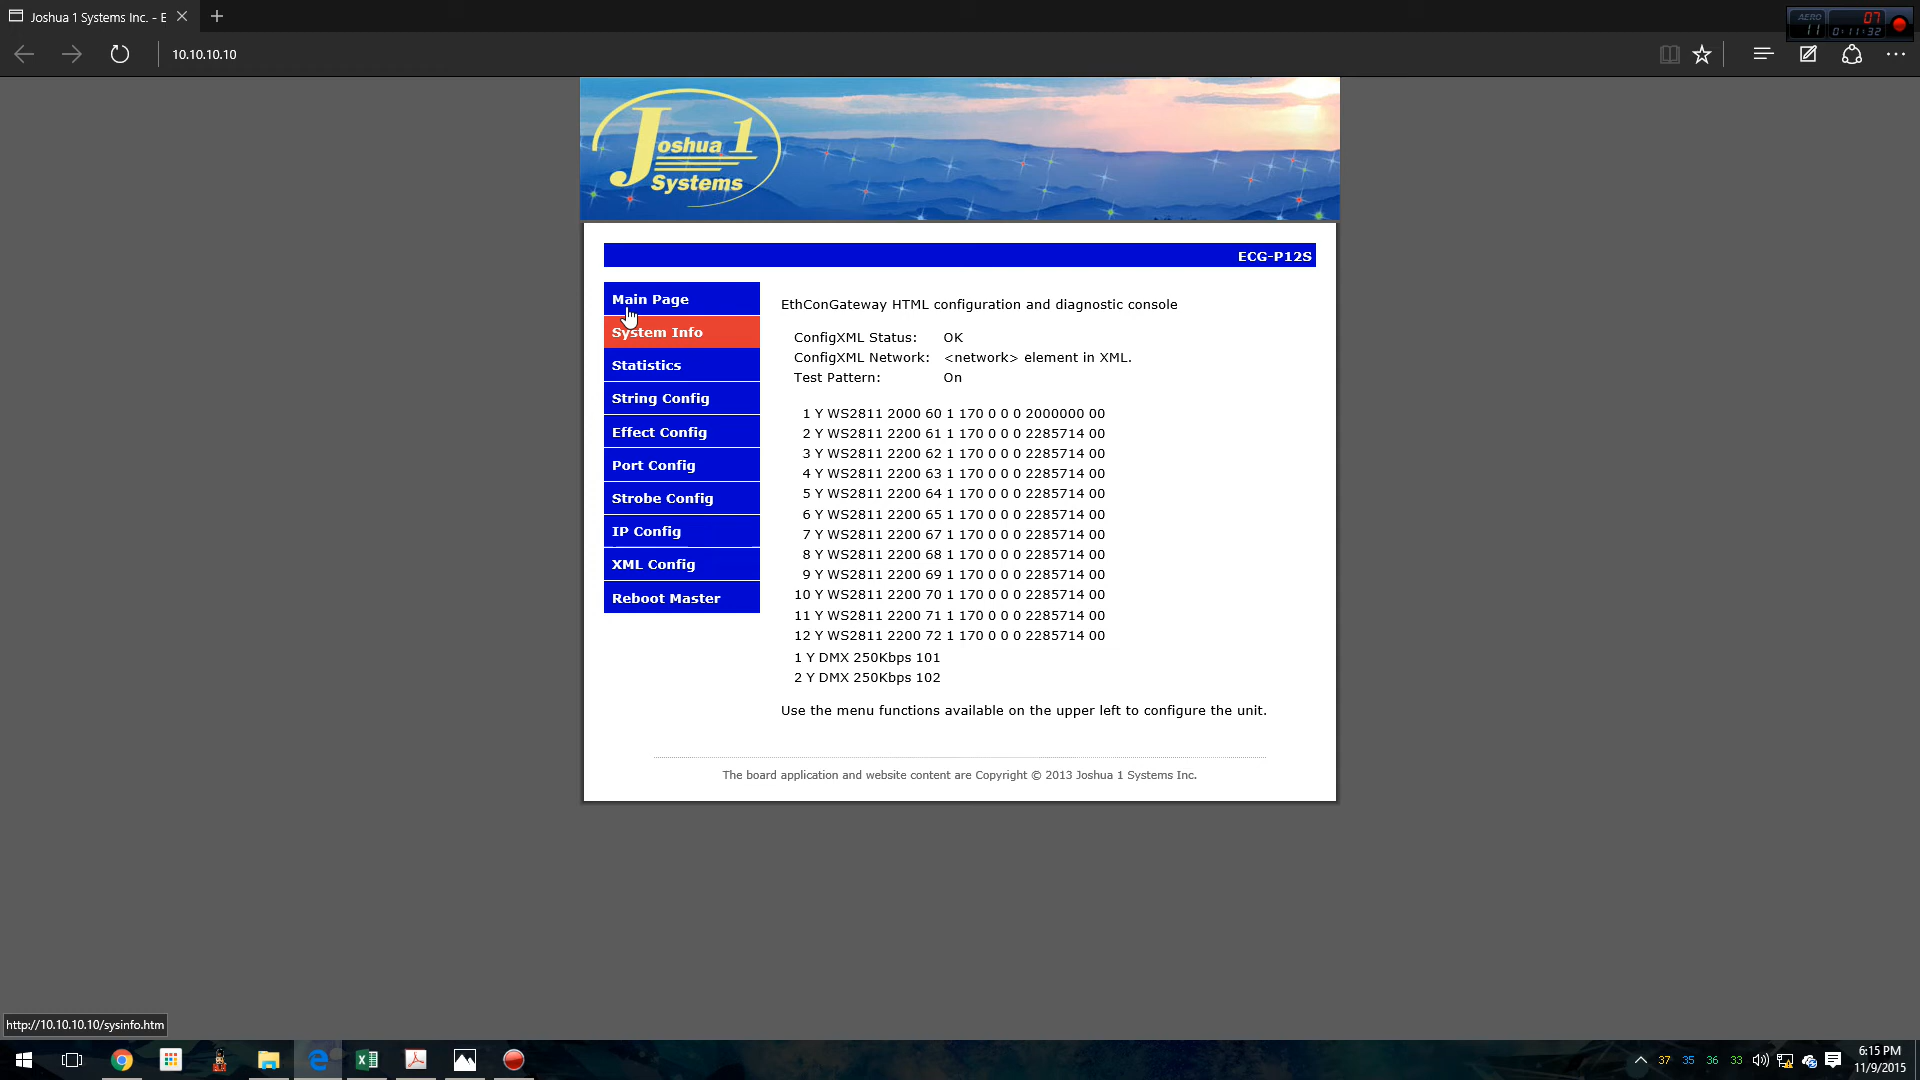 Joshua 1 Systems Inc. - E
AERO
07
11
0:11:32
10.10.10.10
Joshua 1
Systems
ECG-P12S
Main Page
System Info
Statistics
String Config
Effect Config
Port Config
Strobe Config
IP Config
XML Config
Reboot Master
EthConGateway HTML configuration and diagnostic console
ConfigXML Status: OK
ConfigXML Network: <network> element in XML.
Test Pattern: On
1 Y WS2811 2000 60 1 170 0 0 0 2000000 00
2 Y WS2811 2200 61 1 170 0 0 0 2285714 00
3 Y WS2811 2200 62 1 170 0 0 0 2285714 00
4 Y WS2811 2200 63 1 170 0 0 0 2285714 00
5 Y WS2811 2200 64 1 170 0 0 0 2285714 00
6 Y WS2811 2200 65 1 170 0 0 0 2285714 00
7 Y WS2811 2200 67 1 170 0 0 0 2285714 00
8 Y WS2811 2200 68 1 170 0 0 0 2285714 00
9 Y WS2811 2200 69 1 170 0 0 0 2285714 00
10 Y WS2811 2200 70 1 170 0 0 0 2285714 00
11 Y WS2811 2200 71 1 170 0 0 0 2285714 00
12 Y WS2811 2200 72 1 170 0 0 0 2285714 00
1 Y DMX 250Kbps 101
2 Y DMX 250Kbps 102
Use the menu functions available on the upper left to configure the unit.
The board application and website content are Copyright © 2013 Joshua 1 Systems Inc.
http://10.10.10.10/sysinfo.htm
37 35 36 33
6:15 PM
11/9/2015